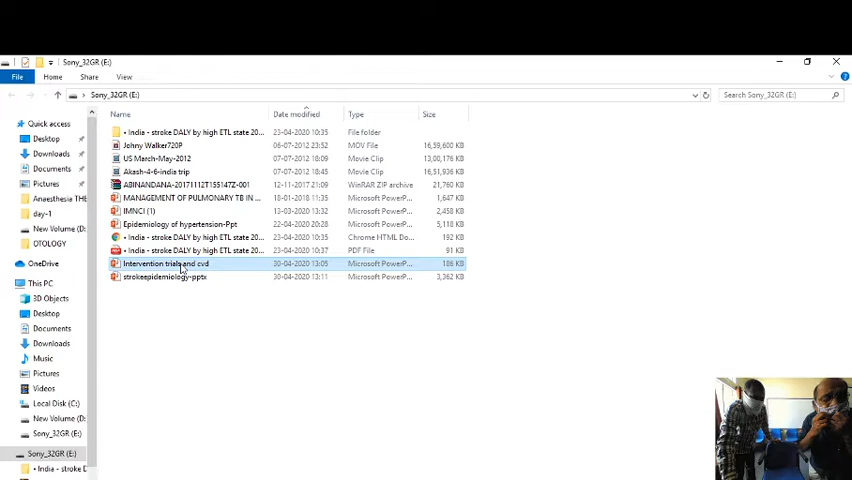 Sony_32GR (E:)
File Home Share View
Sony_32GR (E:) Search Sony_32GR (E:)
Name Date modified Type Size
• India - stroke DALY by high ETL state 20... 23-04-2020 10:35 File folder
Johny Walker720P 06-07-2012 23:52 MOV File 16,59,600 KB
US March-May-2012 07-07-2012 18:09 Movie Clip 13,00,176 KB
Akash-4-6-india trip 07-07-2012 18:45 Movie Clip 16,51,936 KB
ABINANDANA-20171112T155147Z-001 12-11-2017 21:09 WinRAR ZIP archive 21,760 KB
MANAGEMENT OF PULMONARY TB IN ... 18-01-2018 11:35 Microsoft PowerP... 1,647 KB
IMNCI (1) 13-03-2020 13:32 Microsoft PowerP... 2,458 KB
Epidemiology of hypertension-Ppt 22-04-2020 20:28 Microsoft PowerP... 5,118 KB
• India - stroke DALY by high ETL state 20... 23-04-2020 10:35 Chrome HTML Do... 192 KB
• India - stroke DALY by high ETL state 20... 23-04-2020 10:37 PDF File 91 KB
Intervention trials and cvd 30-04-2020 13:05 Microsoft PowerP... 186 KB
strokeepidemiology-pptx 30-04-2020 13:11 Microsoft PowerP... 3,362 KB
Quick access
Desktop
Downloads
Documents
Pictures
Anaesthesia THE
day-1
New Volume (D:
OTOLOGY
OneDrive
This PC
3D Objects
Desktop
Documents
Downloads
Music
Pictures
Videos
Local Disk (C:)
New Volume (D:
Sony_32GR (E:)
Sony_32GR (E:)
• India - stroke D